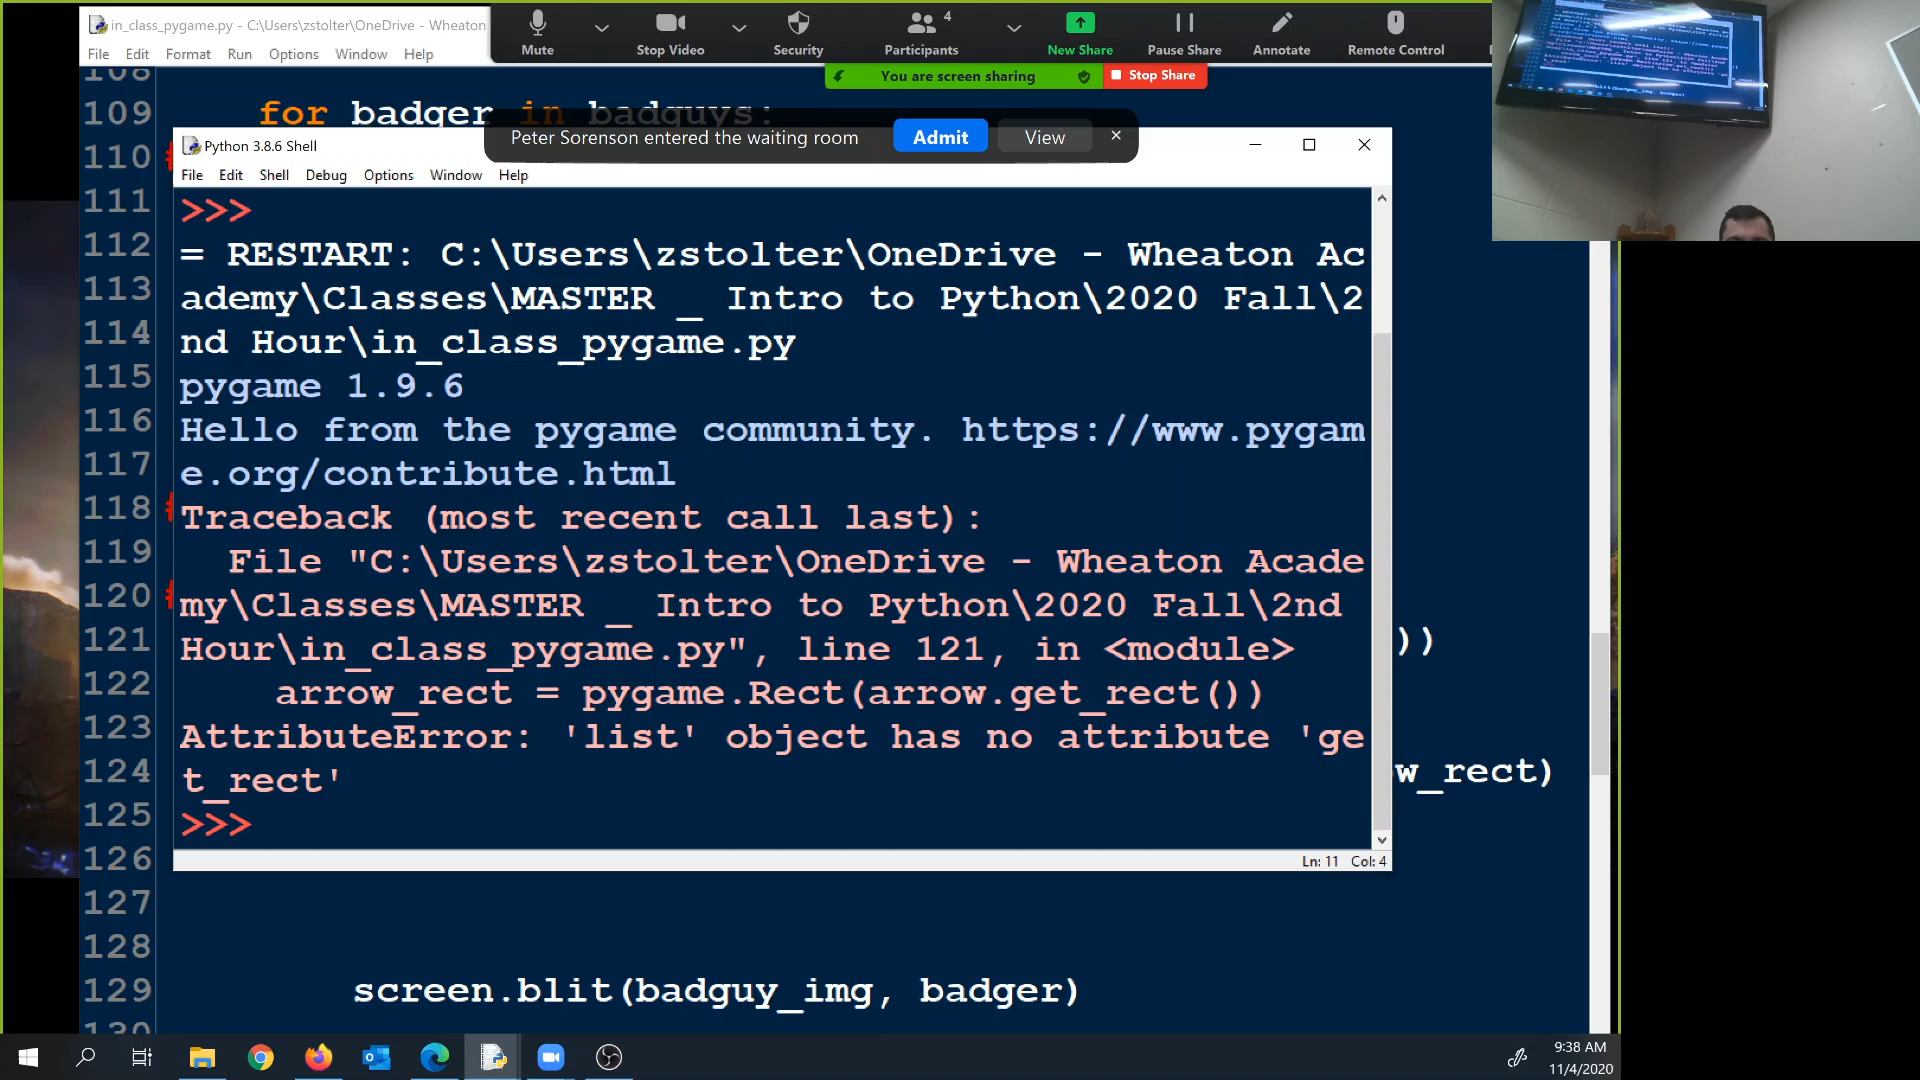 in_class_pygame.py - C:\Users\zstolter\OneDrive - Wheaton
File Edit Format Run Options Window Help
Mute Stop Video Security Participants 4 New Share Pause Share Annotate Remote Control
You are screen sharing Stop Share
Peter Sorenson entered the waiting room Admit View
108
109 for badger in badguys:
110
111
112
113
114
115
116
117
118
119
120
121 ))
122
123
124 w_rect)
125
126
127
128
129 screen.blit(badguy_img, badger)
130
Python 3.8.6 Shell
File Edit Shell Debug Options Window Help
>>>
= RESTART: C:\Users\zstolter\OneDrive - Wheaton Ac
ademy\Classes\MASTER _ Intro to Python\2020 Fall\2
nd Hour\in_class_pygame.py
pygame 1.9.6
Hello from the pygame community. https://www.pygam
e.org/contribute.html
Traceback (most recent call last):
  File "C:\Users\zstolter\OneDrive - Wheaton Acade
my\Classes\MASTER _ Intro to Python\2020 Fall\2nd
Hour\in_class_pygame.py", line 121, in <module>
    arrow_rect = pygame.Rect(arrow.get_rect())
AttributeError: 'list' object has no attribute 'ge
t_rect'
>>>
Ln: 11 Col: 4
9:38 AM
11/4/2020